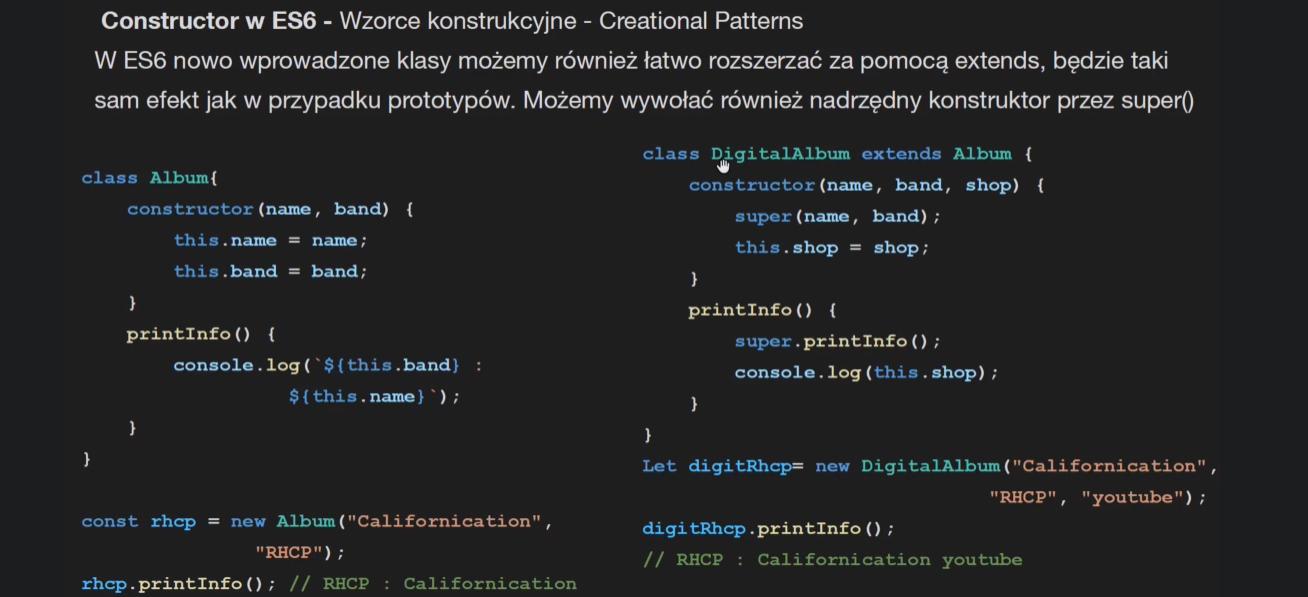 Constructor w ES6 - Wzorce konstrukcyjne - Creational Patterns
W ES6 nowo wprowadzone klasy możemy również łatwo rozszerzać za pomocą extends, będzie taki
sam efekt jak w przypadku prototypów. Możemy wywołać również nadrzędny konstruktor przez super()
class Album{
constructor(name, band) {
this.name = name;
this.band = band;
}
printInfo() {
console.log(`${this.band} :
${this.name}`);
}
}
const rhcp = new Album("Californication",
"RHCP");
rhcp.printInfo(); // RHCP : Californication
class DigitalAlbum extends Album {
constructor(name, band, shop) {
super(name, band);
this.shop = shop;
}
printInfo() {
super.printInfo();
console.log(this.shop);
}
}
Let digitRhcp= new DigitalAlbum("Californication",
"RHCP", "youtube");
digitRhcp.printInfo();
// RHCP : Californication youtube